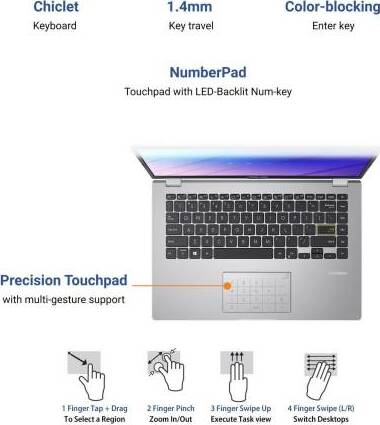 Chiclet
Keyboard
1.4mm
Key travel
Color-blocking
Enter key
NumberPad
Touchpad with LED-Backlit Num-key
Precision Touchpad
with multi-gesture support
1 Finger Tap + Drag
To Select a Region
2 Finger Pinch
Zoom In/Out
3 Finger Swipe Up
Execute Task view
4 Finger Swipe (L/R)
Switch Desktops